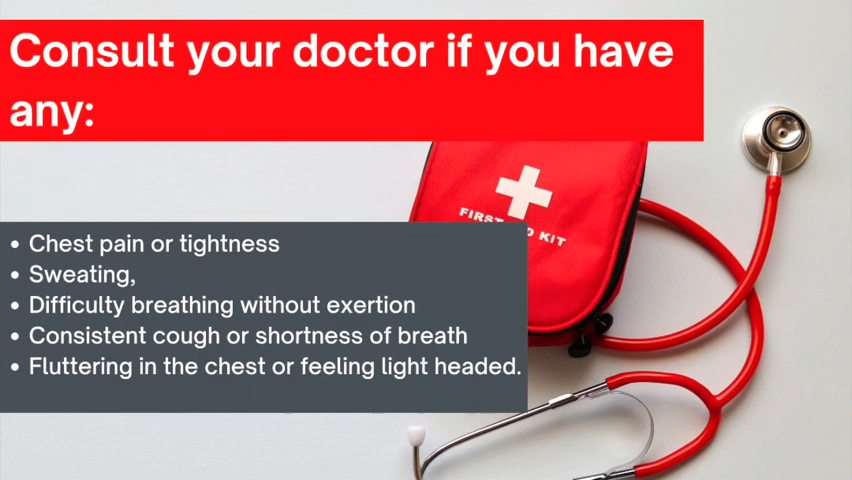 Consult your doctor if you have
any:
FIRST
KIT
• Chest pain or tightness
• Sweating,
• Difficulty breathing without exertion
• Consistent cough or shortness of breath
• Fluttering in the chest or feeling light headed.